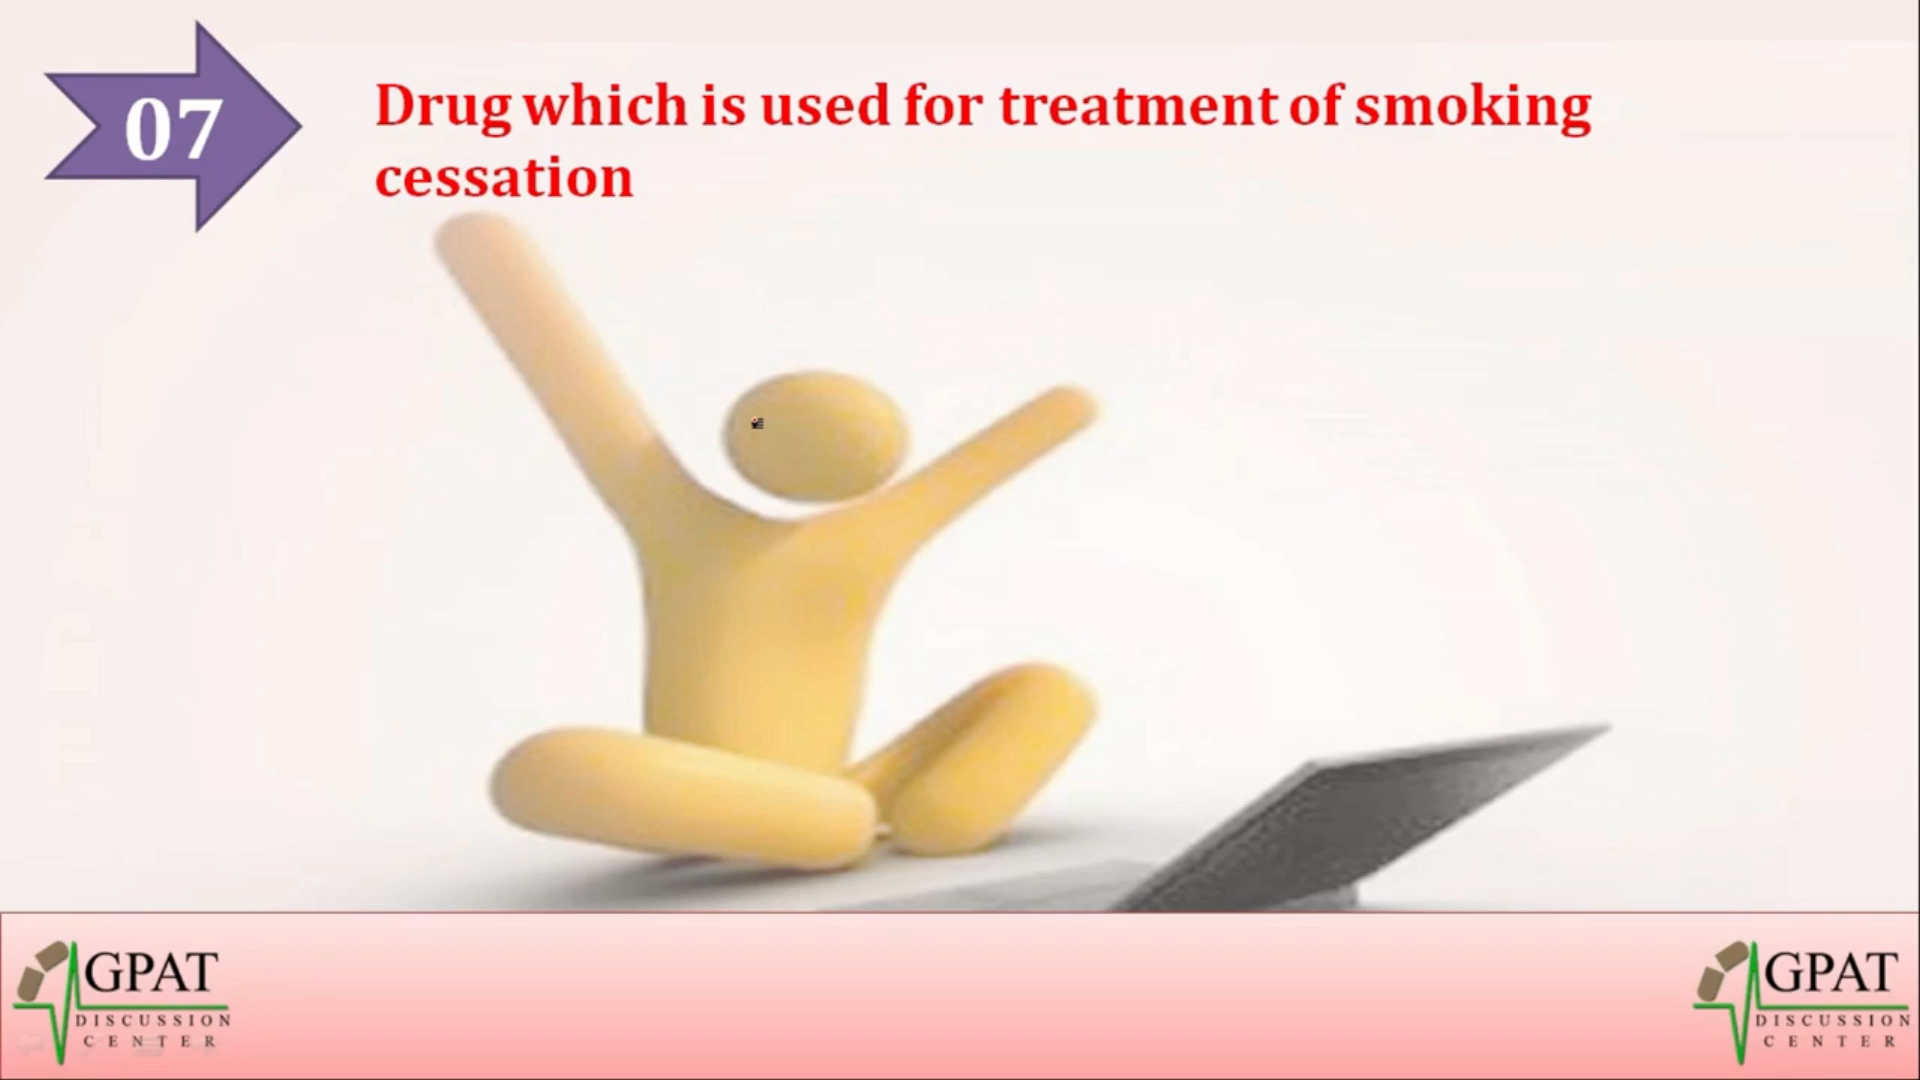 07
Drug which is used for treatment of smoking
cessation
GPAT
DISCUSSION
CENTER
GPAT
DISCUSSION
CENTER